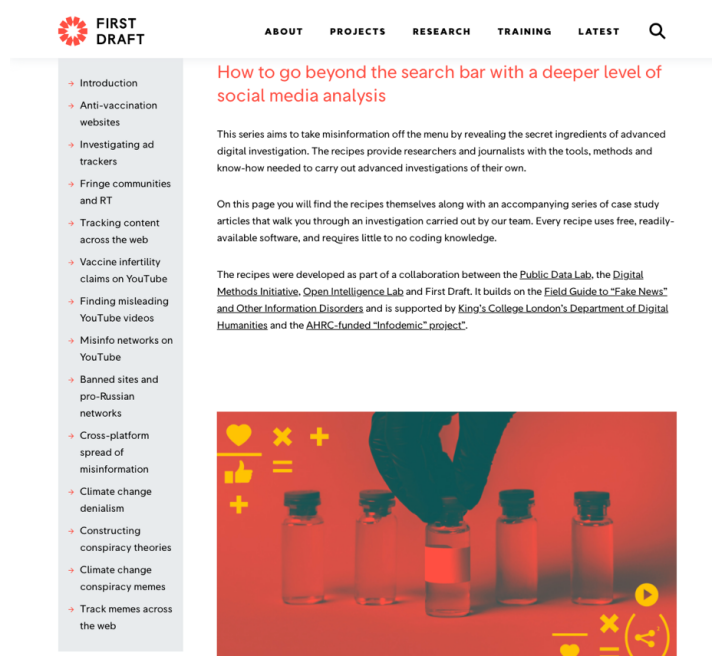 FIRST
DRAFT
ABOUT PROJECTS RESEARCH TRAINING LATEST
Introduction
Anti-vaccination
websites
Investigating ad
trackers
Fringe communities
and RT
Tracking content
across the web
Vaccine infertility
claims on YouTube
Finding misleading
YouTube videos
Misinfo networks on
YouTube
Banned sites and
pro-Russian
networks
Cross-platform
spread of
misinformation
Climate change
denialism
Constructing
conspiracy theories
Climate change
conspiracy memes
Track memes across
the web
How to go beyond the search bar with a deeper level of
social media analysis
This series aims to take misinformation off the menu by revealing the secret ingredients of advanced
digital investigation. The recipes provide researchers and journalists with the tools, methods and
know-how needed to carry out advanced investigations of their own.
On this page you will find the recipes themselves along with an accompanying series of case study
articles that walk you through an investigation carried out by our team. Every recipe uses free, readily-
available software, and requires little to no coding knowledge.
The recipes were developed as part of a collaboration between the Public Data Lab, the Digital
Methods Initiative, Open Intelligence Lab and First Draft. It builds on the Field Guide to “Fake News”
and Other Information Disorders and is supported by King’s College London’s Department of Digital
Humanities and the AHRC-funded “Infodemic” project”.